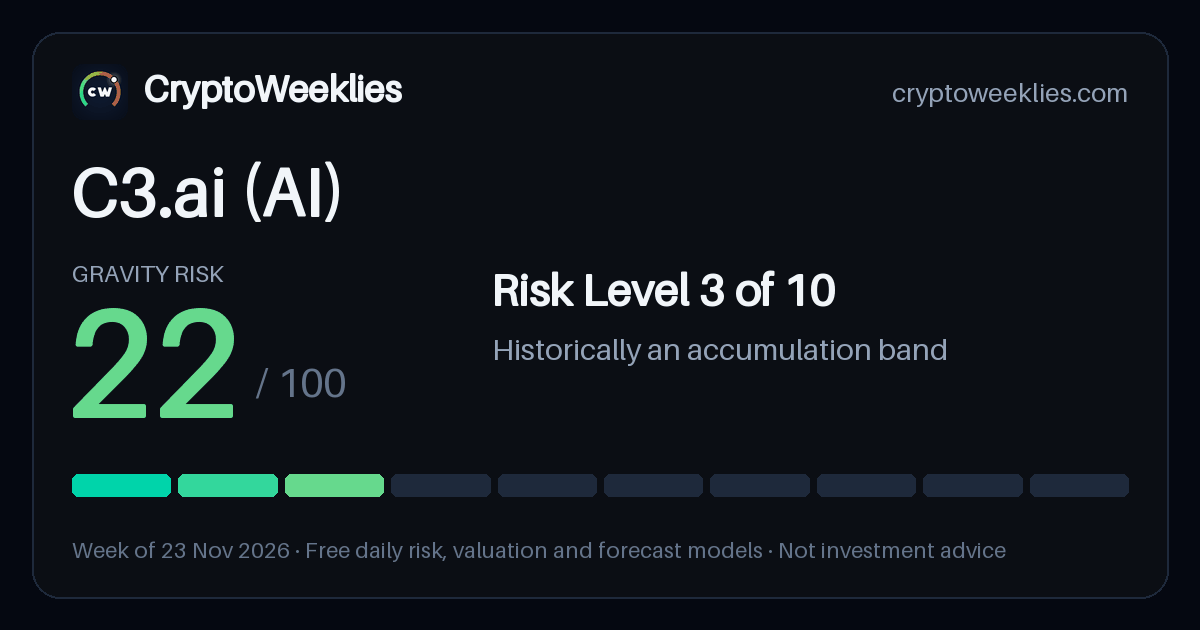 CW
CryptoWeeklies
cryptoweeklies.com
C3.ai (AI)
GRAVITY RISK
22 / 100
Risk Level 3 of 10
Historically an accumulation band
Week of 23 Nov 2026 · Free daily risk, valuation and forecast models · Not investment advice